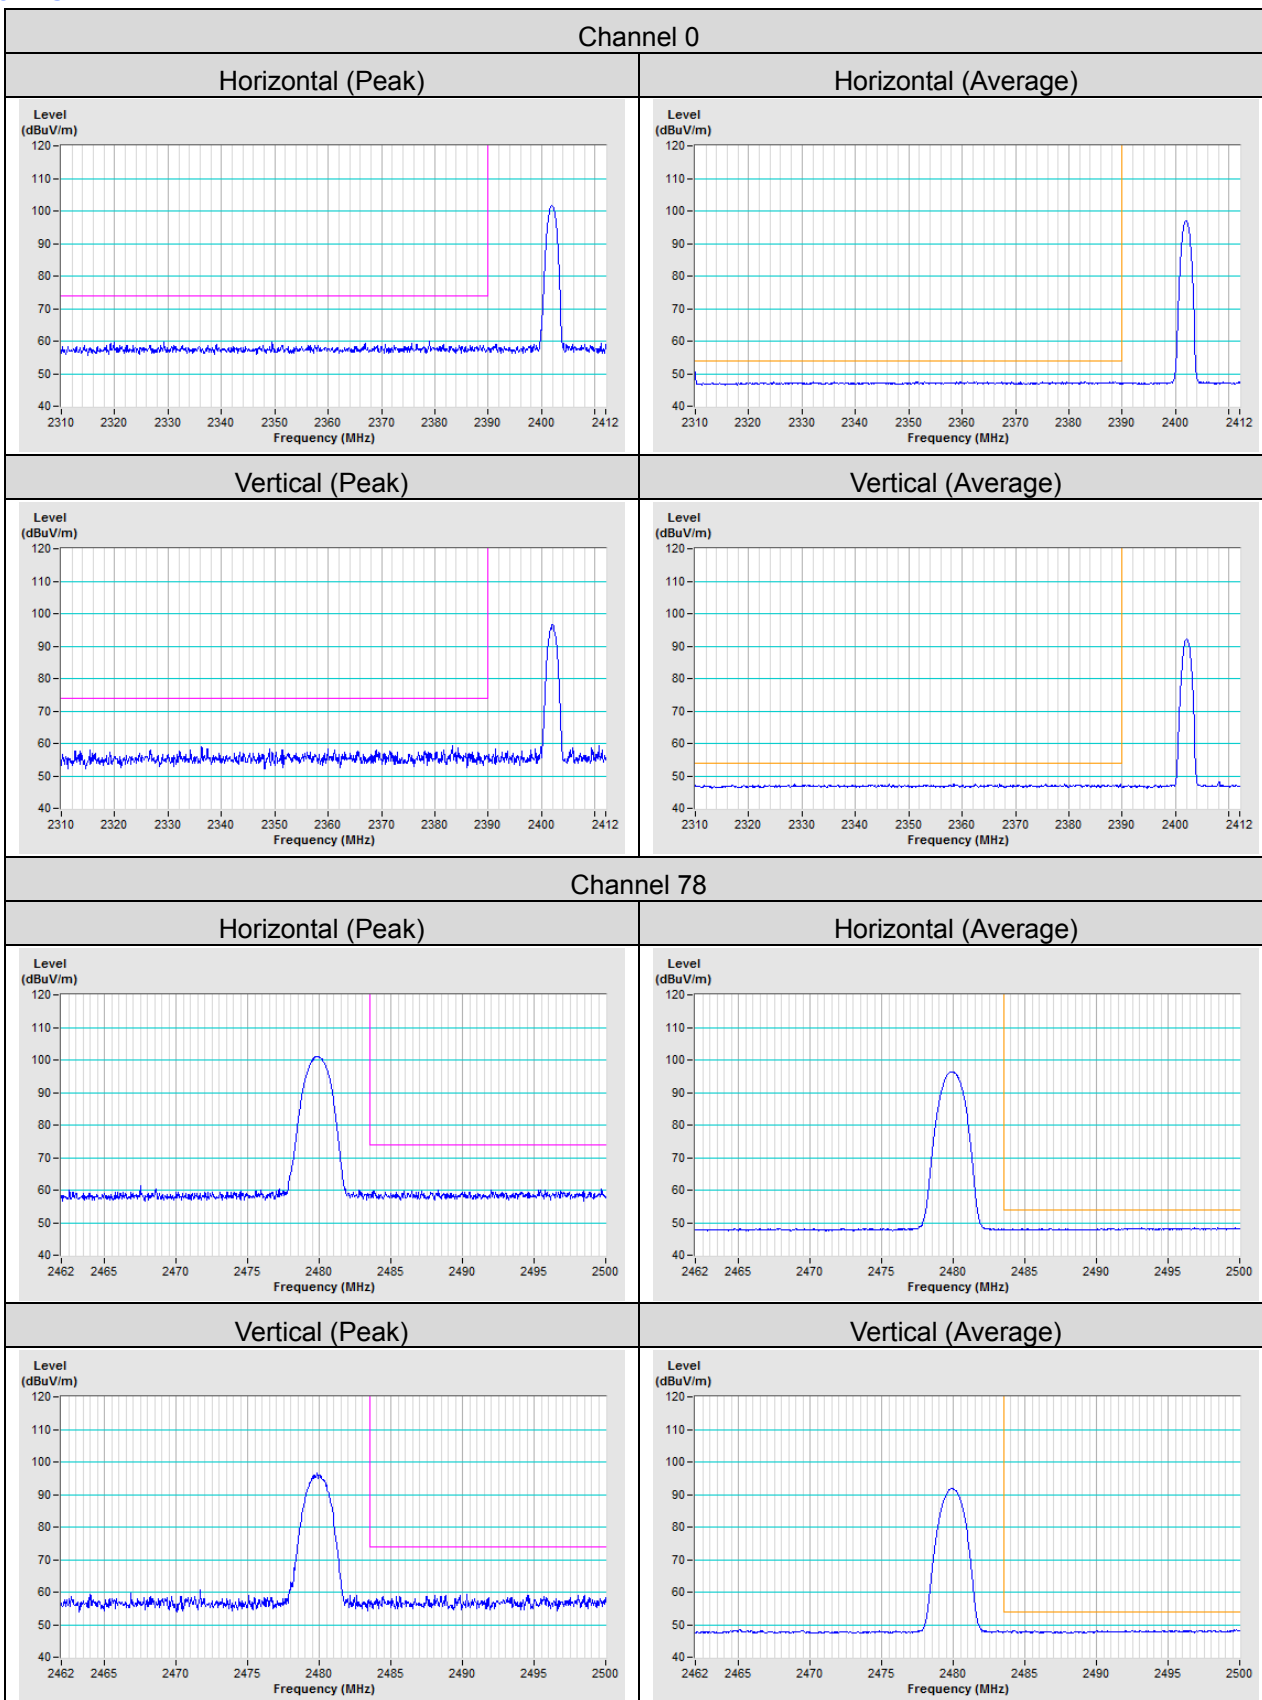 Channel 0
Horizontal (Peak) Horizontal (Average)
Level Level
(dBuV/m) (dBuV/m)
120 120
110 110
100 100
90 90
80 80
70 70
60 60
50 50
40 40
2310 2320 2330 2340 2350 2360 2370 2380 2390 2400 2412 2310 2320 2330 2340 2350 2360 2370 2380 2390 2400 2412
Frequency (MHz) Frequency (MHz)
Vertical (Peak) Vertical (Average)
Level Level
(dBuV/m) (dBuV/m)
120 120
110 110
100 100
90 90
80 80
70 70
60 60
50 50
40 40
2310 2320 2330 2340 2350 2360 2370 2380 2390 2400 2412 2310 2320 2330 2340 2350 2360 2370 2380 2390 2400 2412
Frequency (MHz) Frequency (MHz)
Channel 78
Horizontal (Peak) Horizontal (Average)
Level Level
(dBuV/m) (dBuV/m)
120 120
110 110
100 100
90 90
80 80
70 70
60 60
50 50
40 40
2462 2465 2470 2475 2480 2485 2490 2495 2500 2462 2465 2470 2475 2480 2485 2490 2495 2500
Frequency (MHz) Frequency (MHz)
Vertical (Peak) Vertical (Average)
Level Level
(dBuV/m) (dBuV/m)
120 120
110 110
100 100
90 90
80 80
70 70
60 60
50 50
40 40
2462 2465 2470 2475 2480 2485 2490 2495 2500 2462 2465 2470 2475 2480 2485 2490 2495 2500
Frequency (MHz) Frequency (MHz)